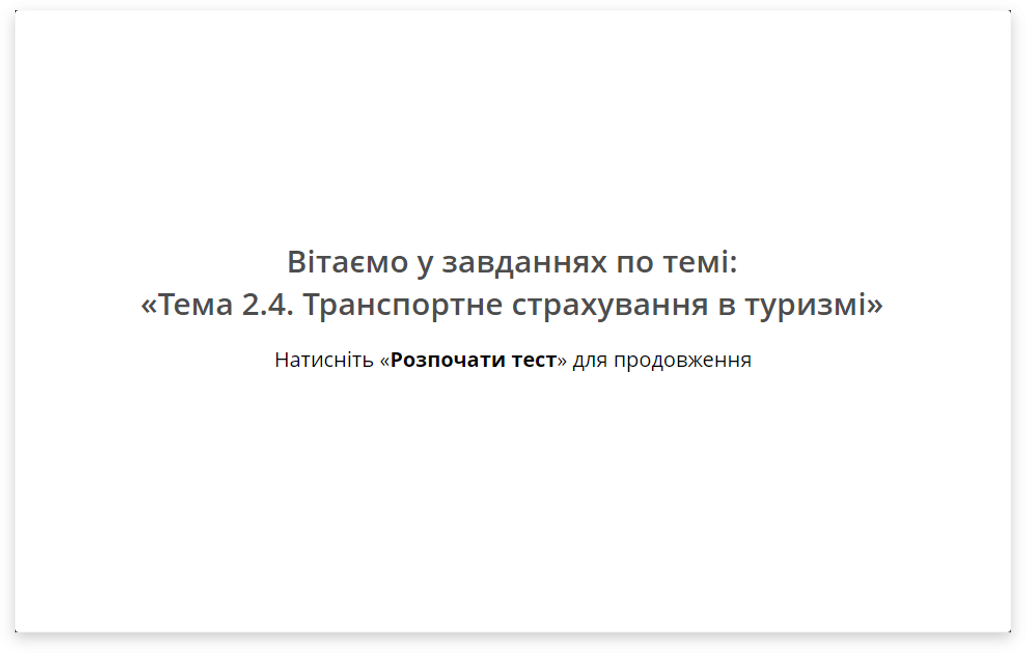 Вітаємо у завданнях по темі:
«Тема 2.4. Транспортне страхування в туризмі»
Натисніть «Розпочати тест» для продовження